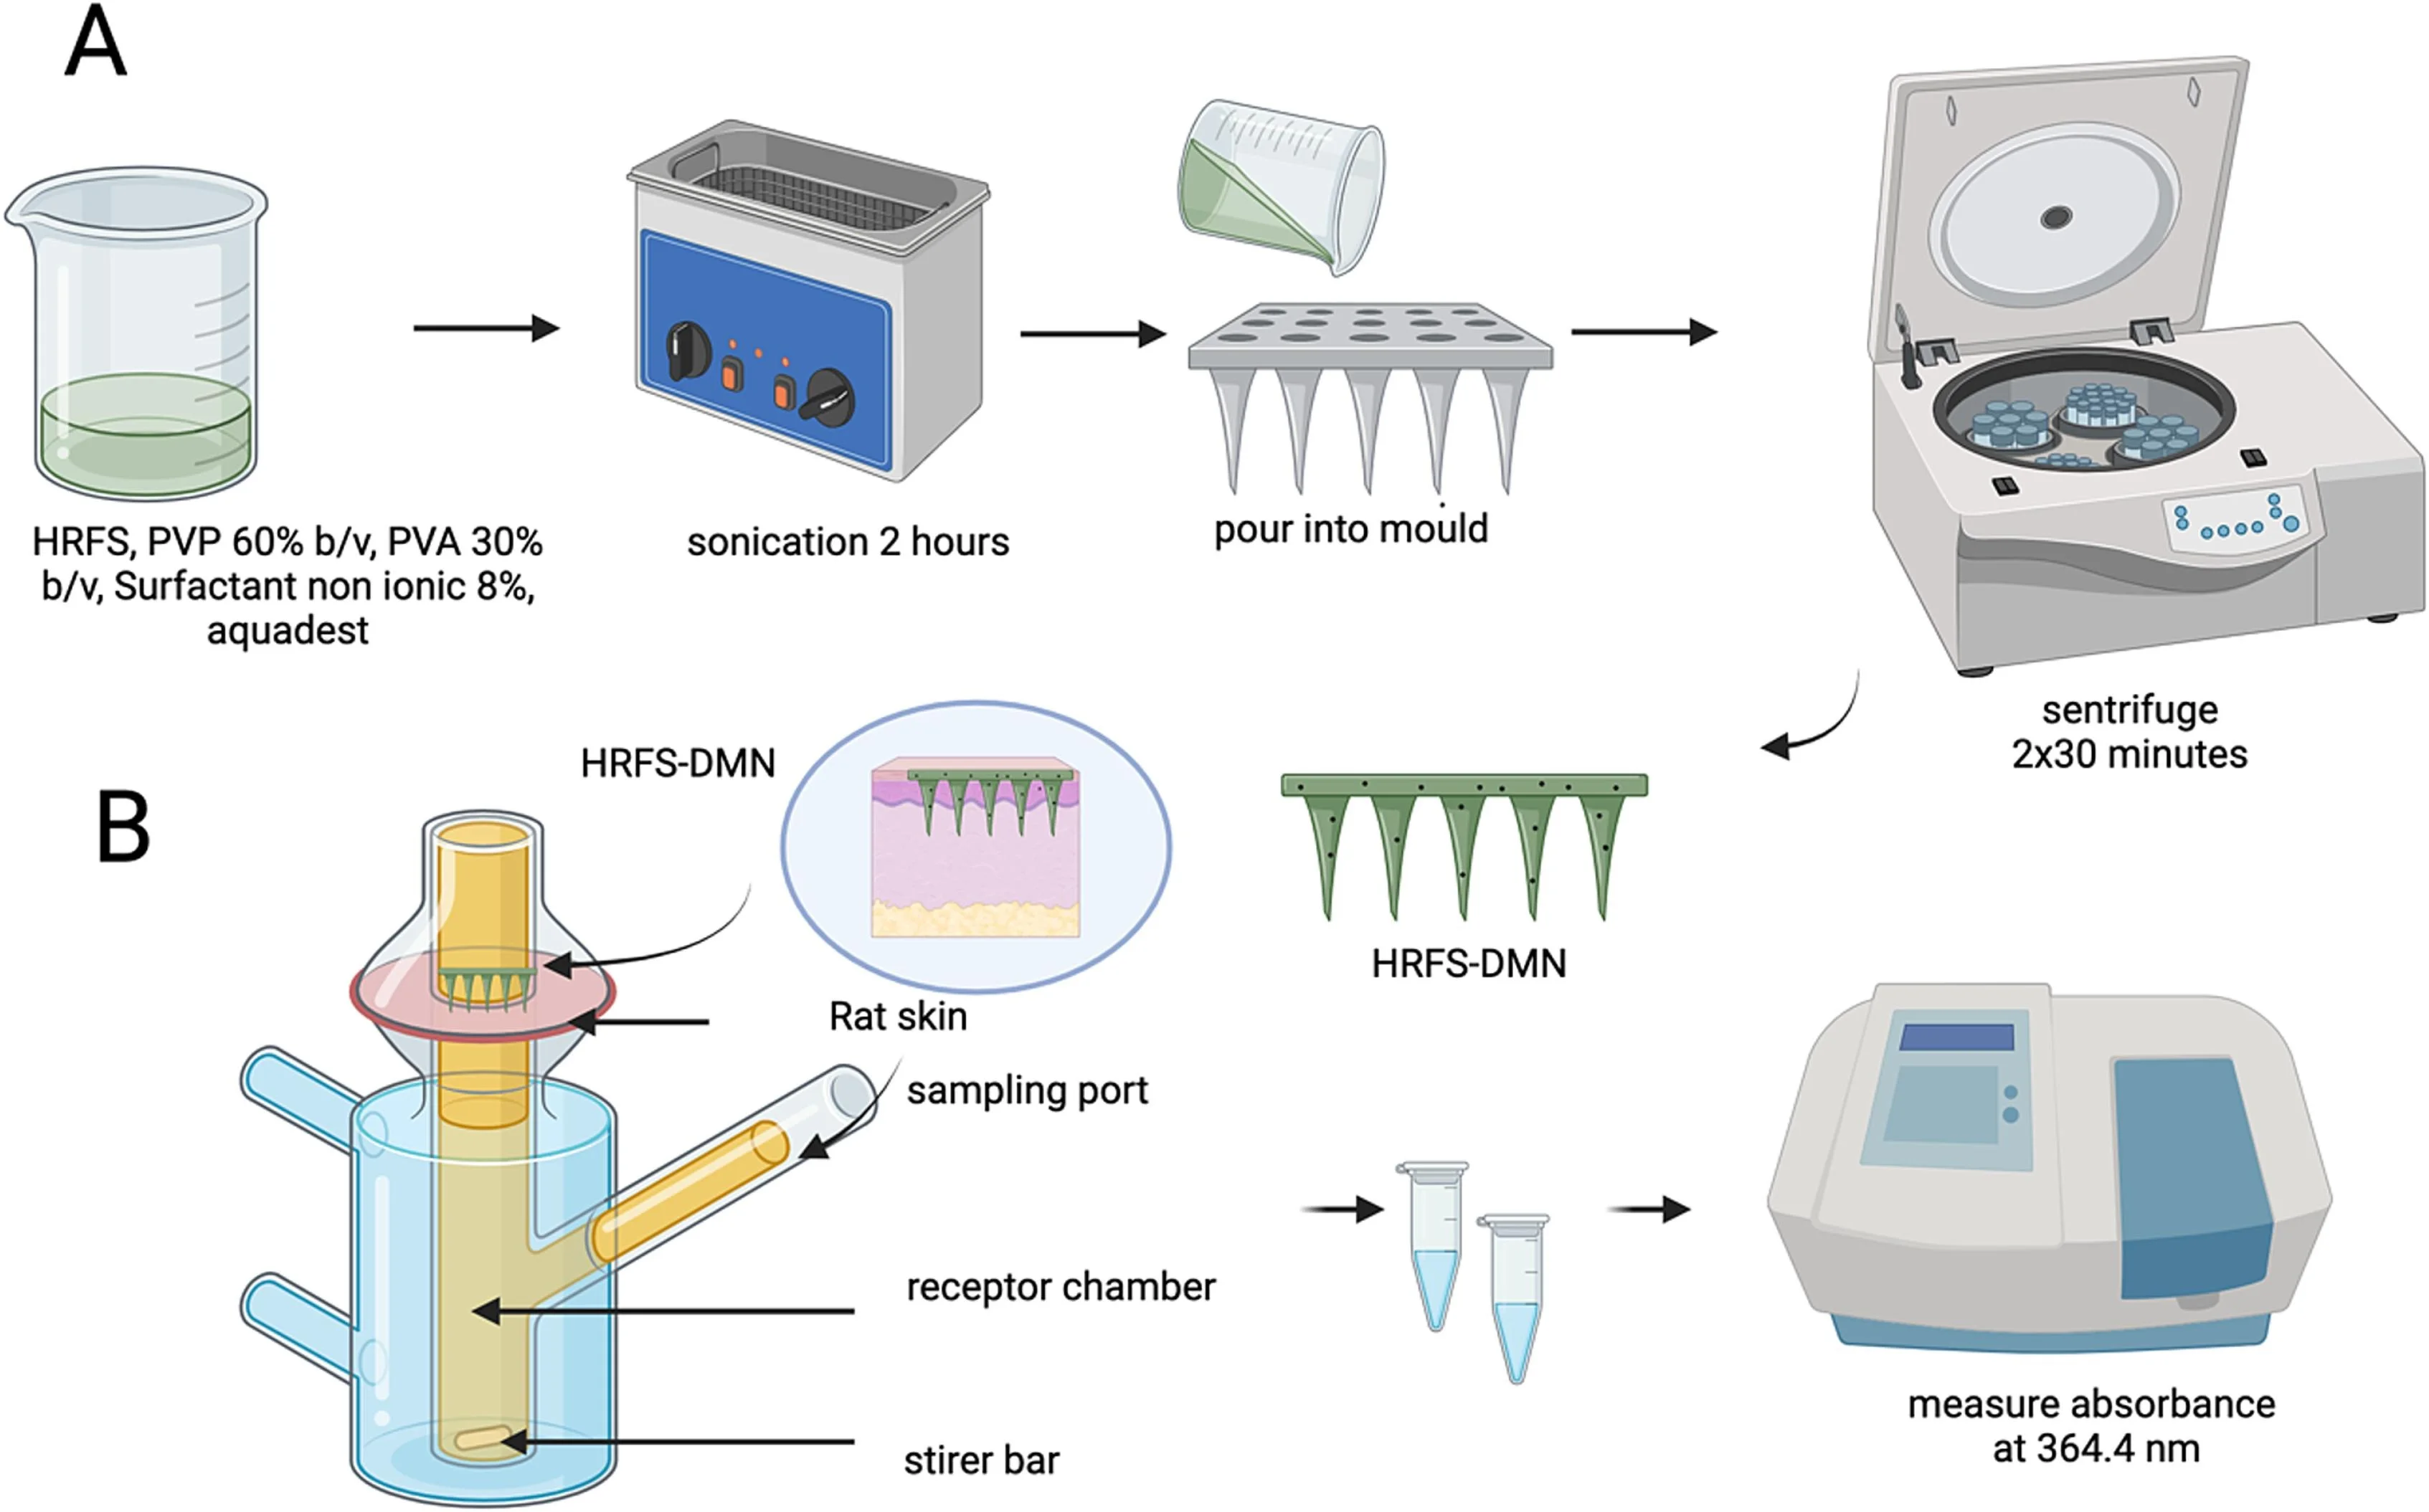 A
HRFS, PVP 60% b/v, PVA 30%
b/v, Surfactant non ionic 8%,
aquadest
sonication 2 hours
pour into mould
sentrifuge
2x30 minutes
HRFS-DMN
B
HRFS-DMN
Rat skin
sampling port
receptor chamber
stirer bar
measure absorbance
at 364.4 nm